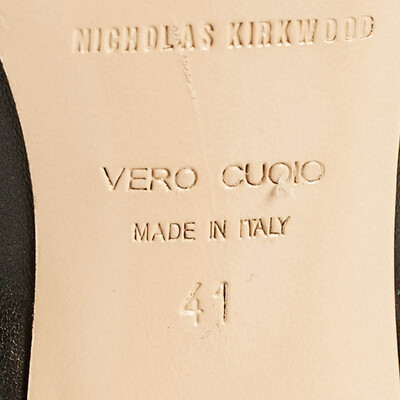 NICHOLAS KIRKWOOD
VERO CUOIO
MADE IN ITALY
41